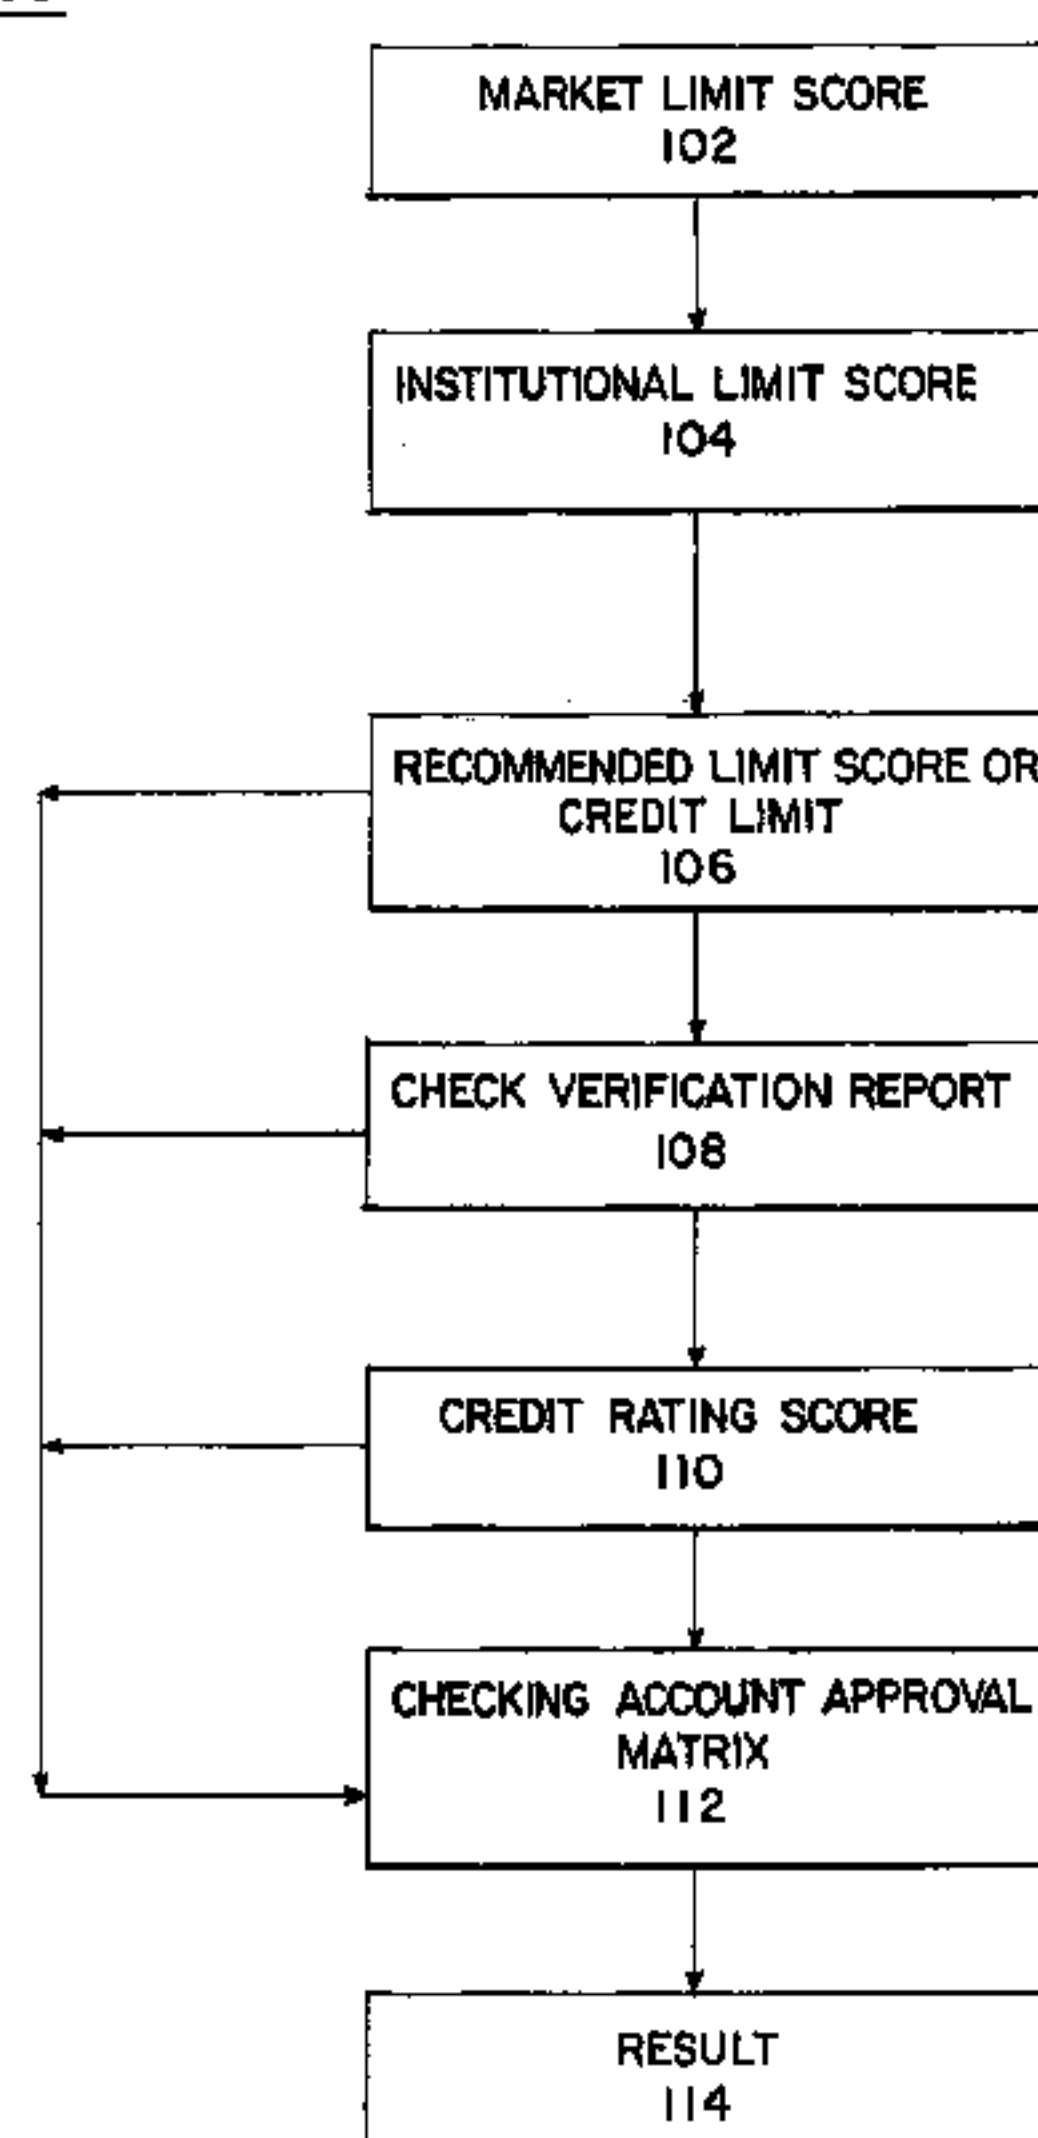 MARKET LIMIT SCORE
102
INSTITUTIONAL LIMIT SCORE
104
RECOMMENDED LIMIT SCORE OR
CREDIT LIMIT
106
CHECK VERIFICATION REPORT
108
CREDIT RATING SCORE
110
CHECKING ACCOUNT APPROVAL
MATRIX
112
RESULT
114